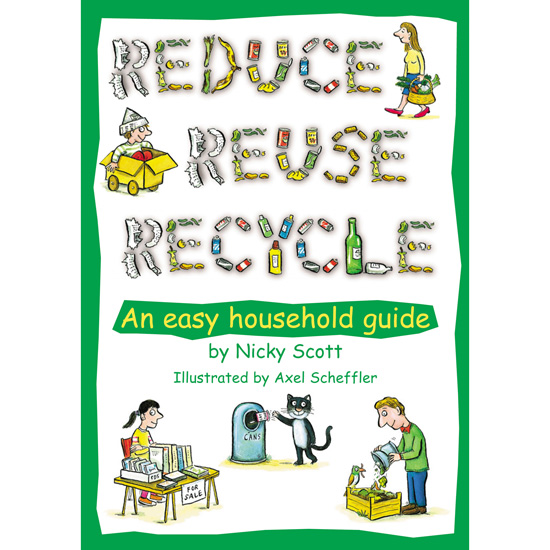 REDUCE
REUSE
RECYCLE
An easy household guide
by Nicky Scott
Illustrated by Axel Scheffler
CANS
FOR
SALE